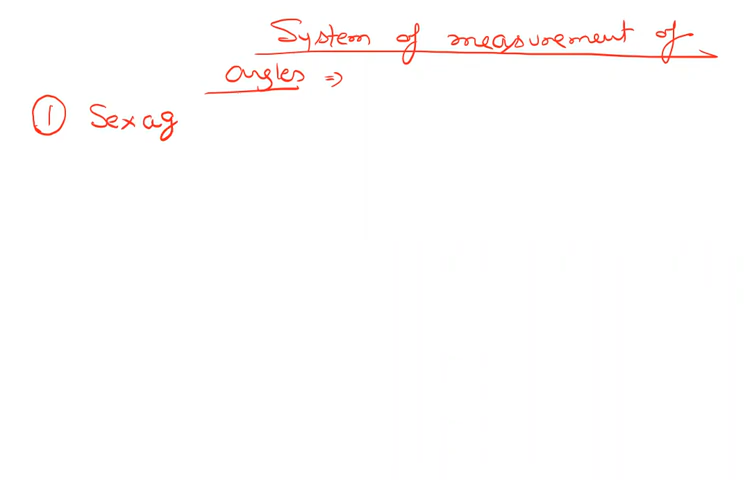 System of measurement of
angles ⇒
① Sexag